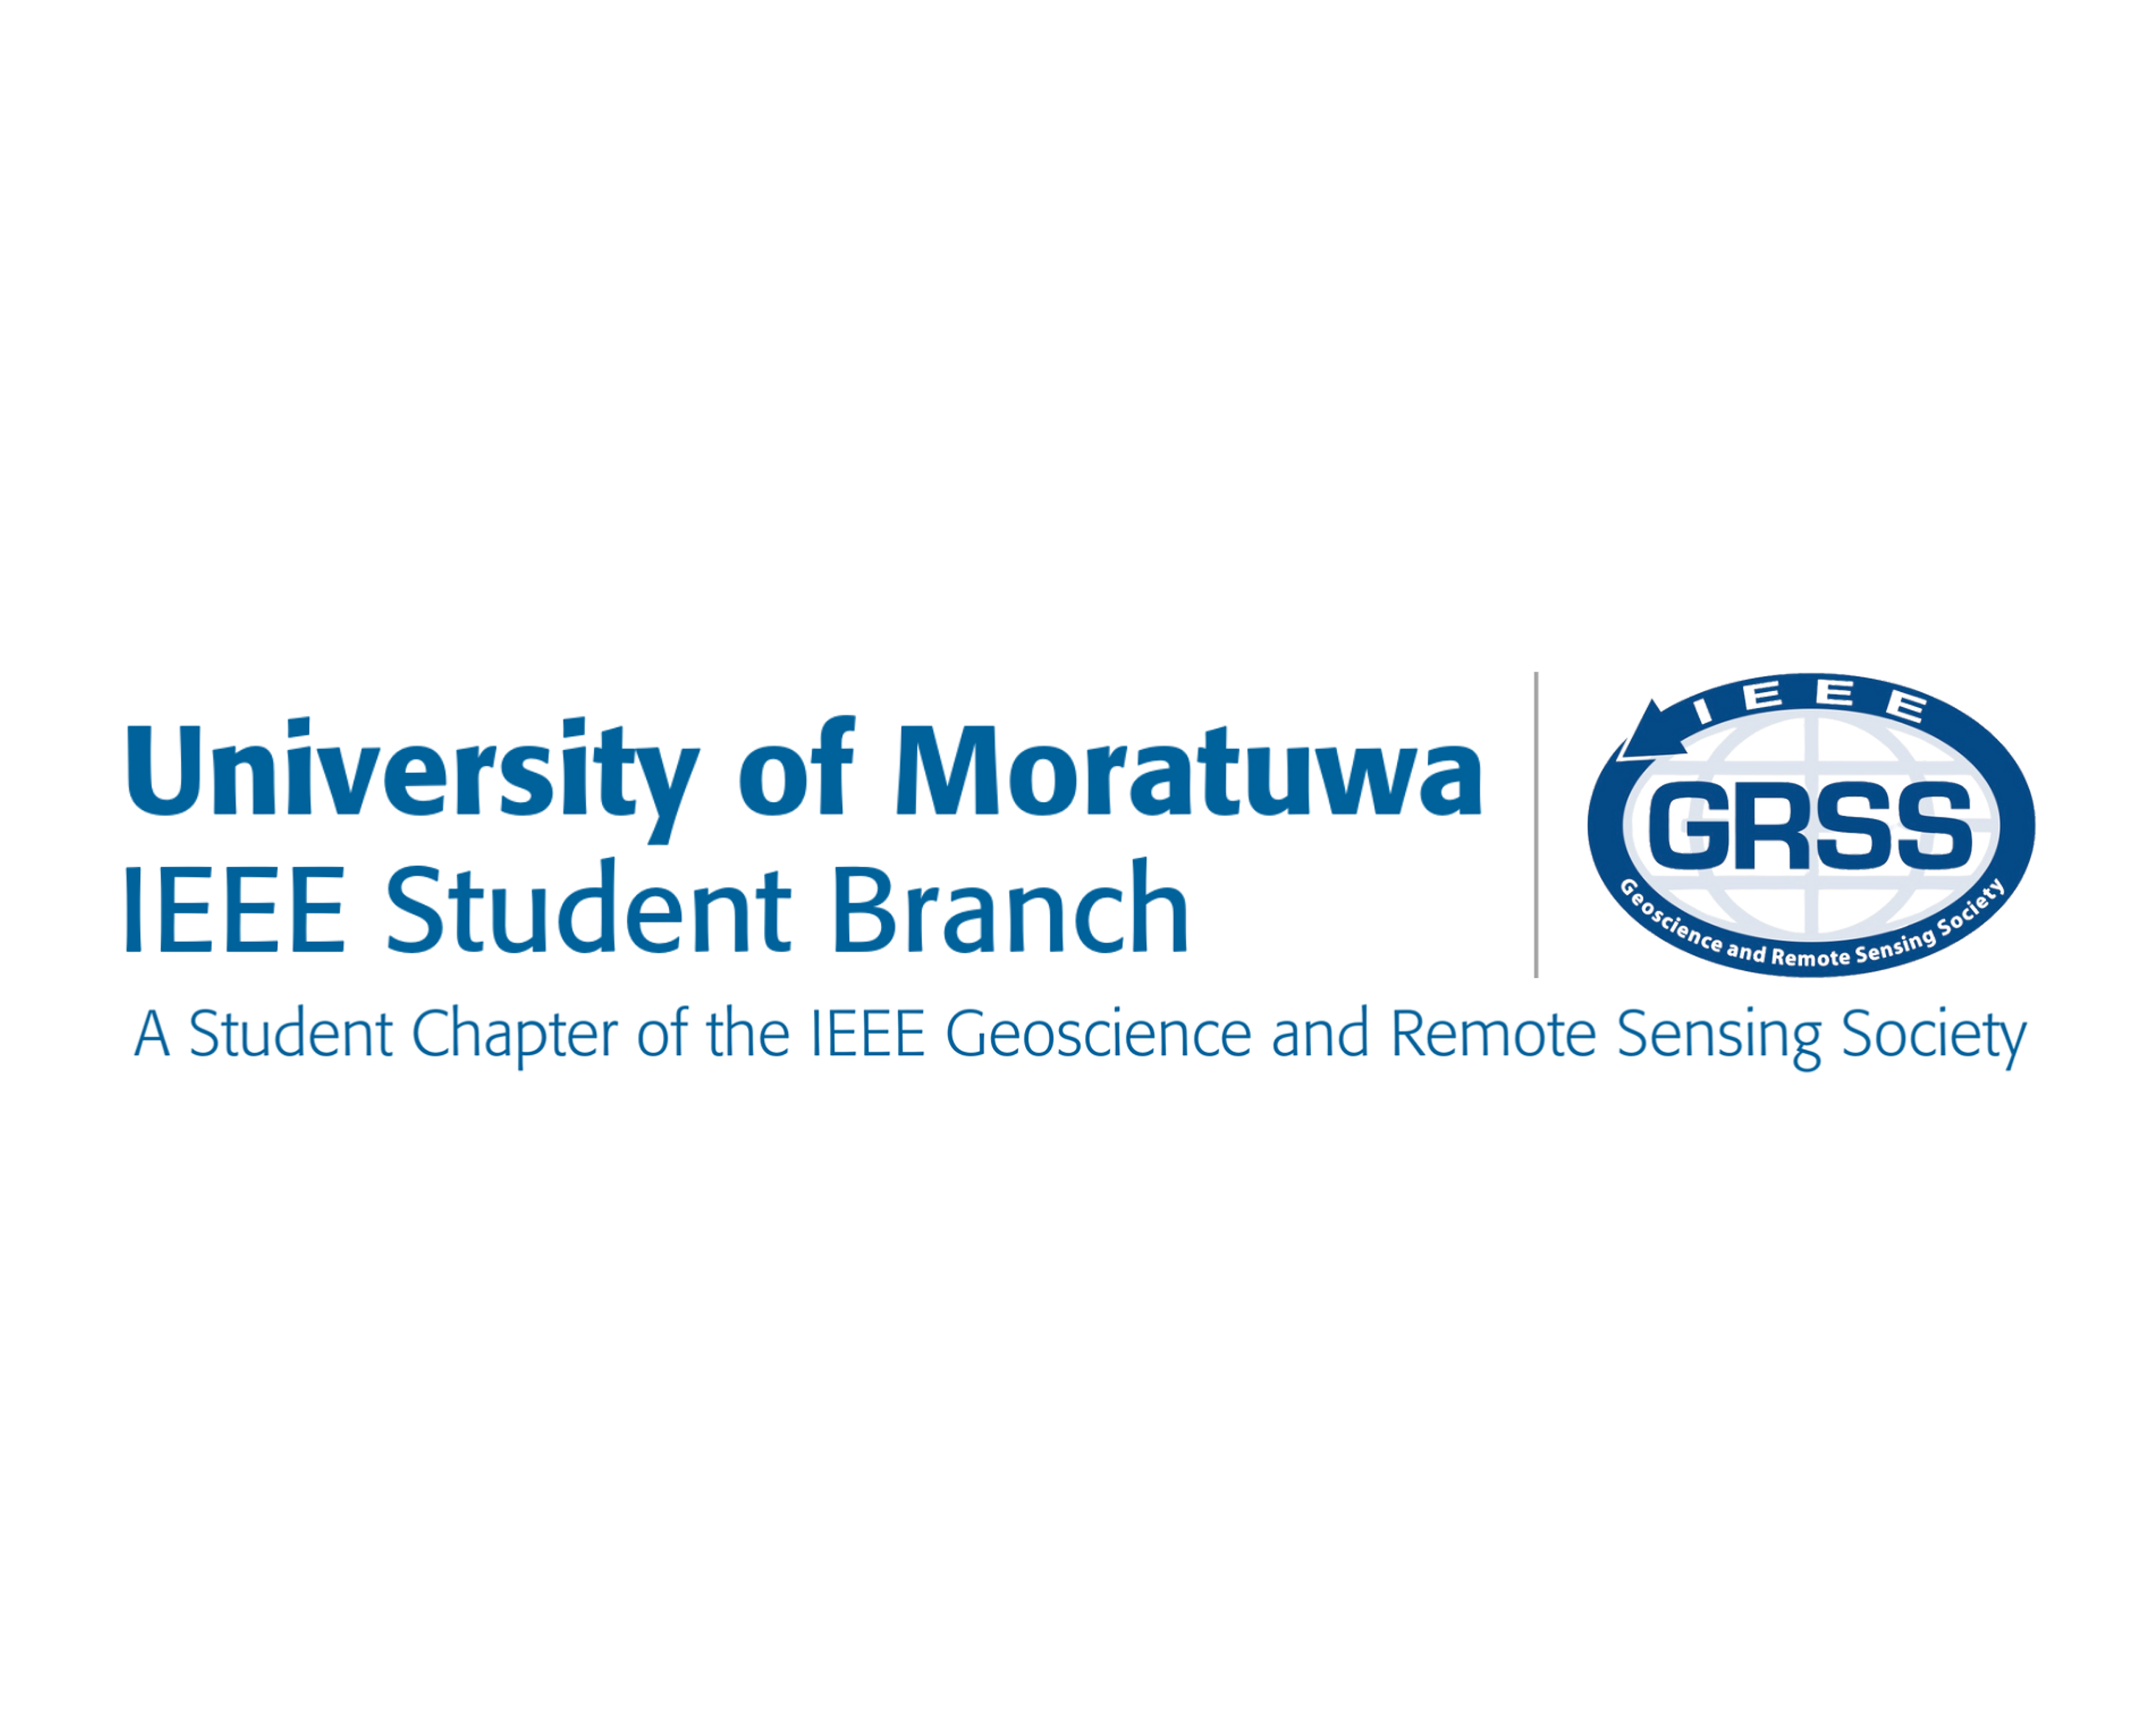 University of Moratuwa
IEEE Student Branch
A Student Chapter of the IEEE Geoscience and Remote Sensing Society
IEEE
GRSS
Geoscience and Remote Sensing Society